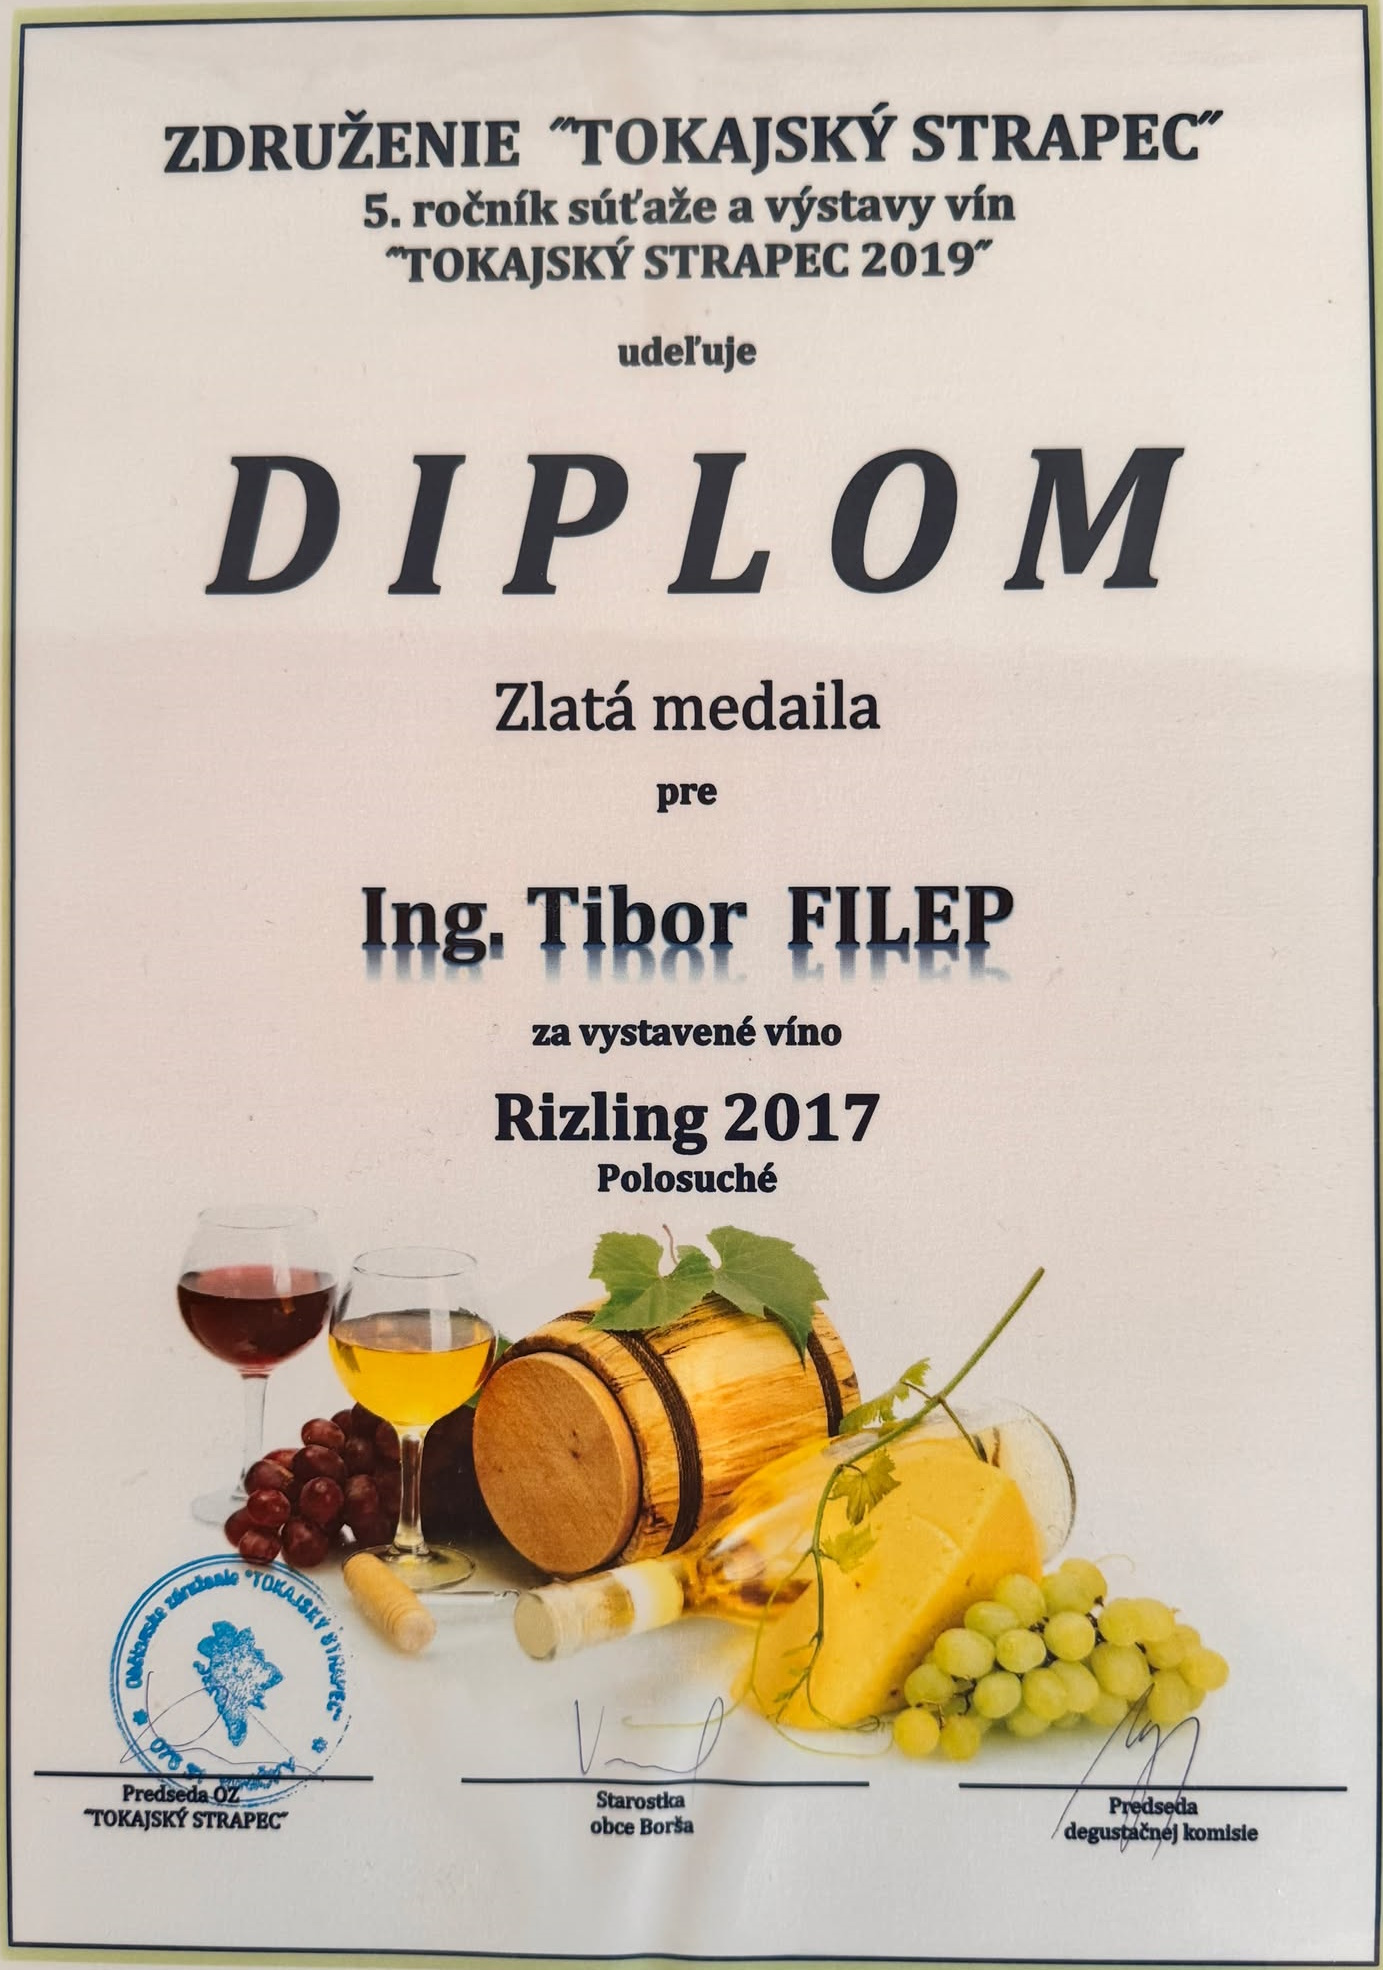 ZDRUŽENIE "TOKAJSKÝ STRAPEC"
5. ročník súťaže a výstavy vín
"TOKAJSKÝ STRAPEC 2019"
udeľuje
DIPLOM
Zlatá medaila
pre
Ing. Tibor FILEP
za vystavené víno
Rizling 2017
Polosuché
Občianske združenie "TOKAJSKÝ STRAPEC"
Predseda OZ
"TOKAJSKÝ STRAPEC"
Starostka
obce Borša
Predseda
degustačnej komisie